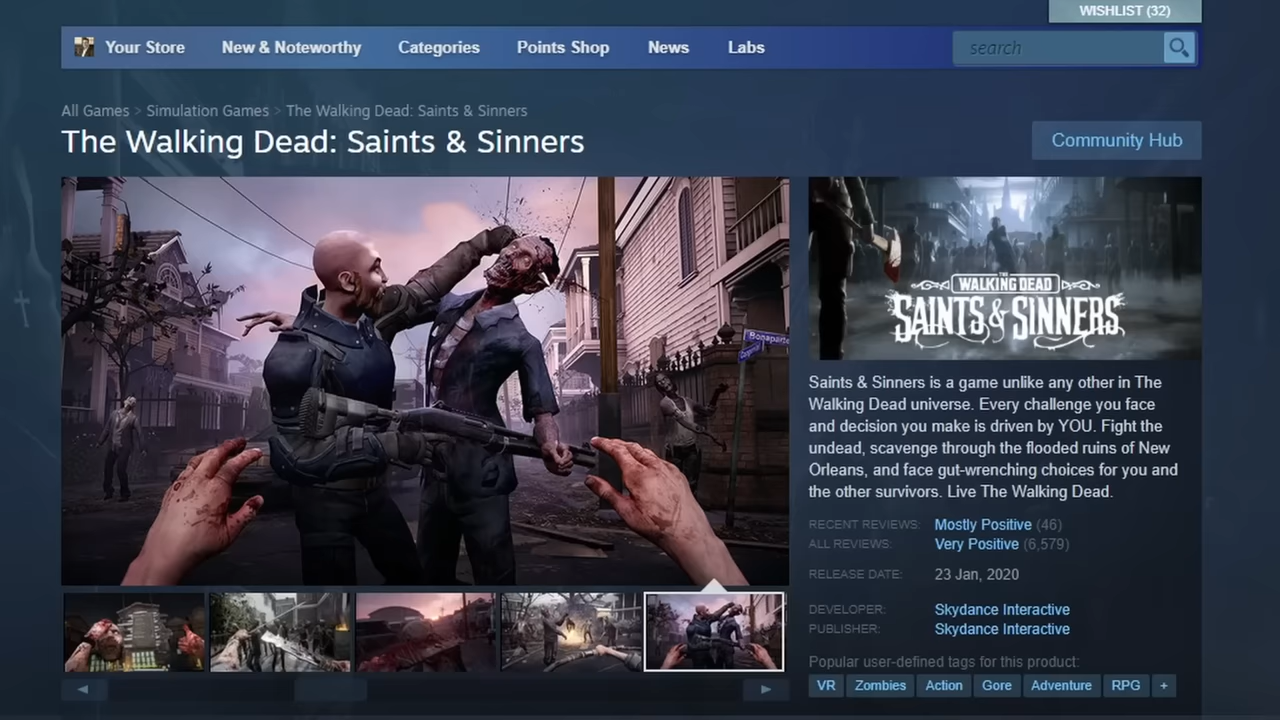 WISHLIST (32)
Your Store New & Noteworthy Categories Points Shop News Labs search
All Games > Simulation Games > The Walking Dead: Saints & Sinners
The Walking Dead: Saints & Sinners
Community Hub
Bonaparte
THE
WALKING DEAD
SAINTS & SINNERS
Saints & Sinners is a game unlike any other in The
Walking Dead universe. Every challenge you face
and decision you make is driven by YOU. Fight the
undead, scavenge through the flooded ruins of New
Orleans, and face gut-wrenching choices for you and
the other survivors. Live The Walking Dead.
RECENT REVIEWS: Mostly Positive (46)
ALL REVIEWS: Very Positive (6,579)
RELEASE DATE: 23 Jan, 2020
DEVELOPER: Skydance Interactive
PUBLISHER: Skydance Interactive
Popular user-defined tags for this product:
VR Zombies Action Gore Adventure RPG +